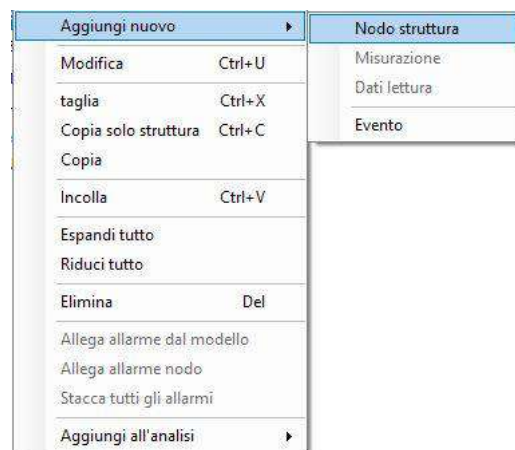 Aggiungi nuovo
Modifica Ctrl+U
taglia Ctrl+X
Copia solo struttura Ctrl+C
Copia
Incolla Ctrl+V
Espandi tutto
Riduci tutto
Elimina Del
Allega allarme dal modello
Allega allarme nodo
Stacca tutti gli allarmi
Aggiungi all'analisi
Nodo struttura
Misurazione
Dati lettura
Evento